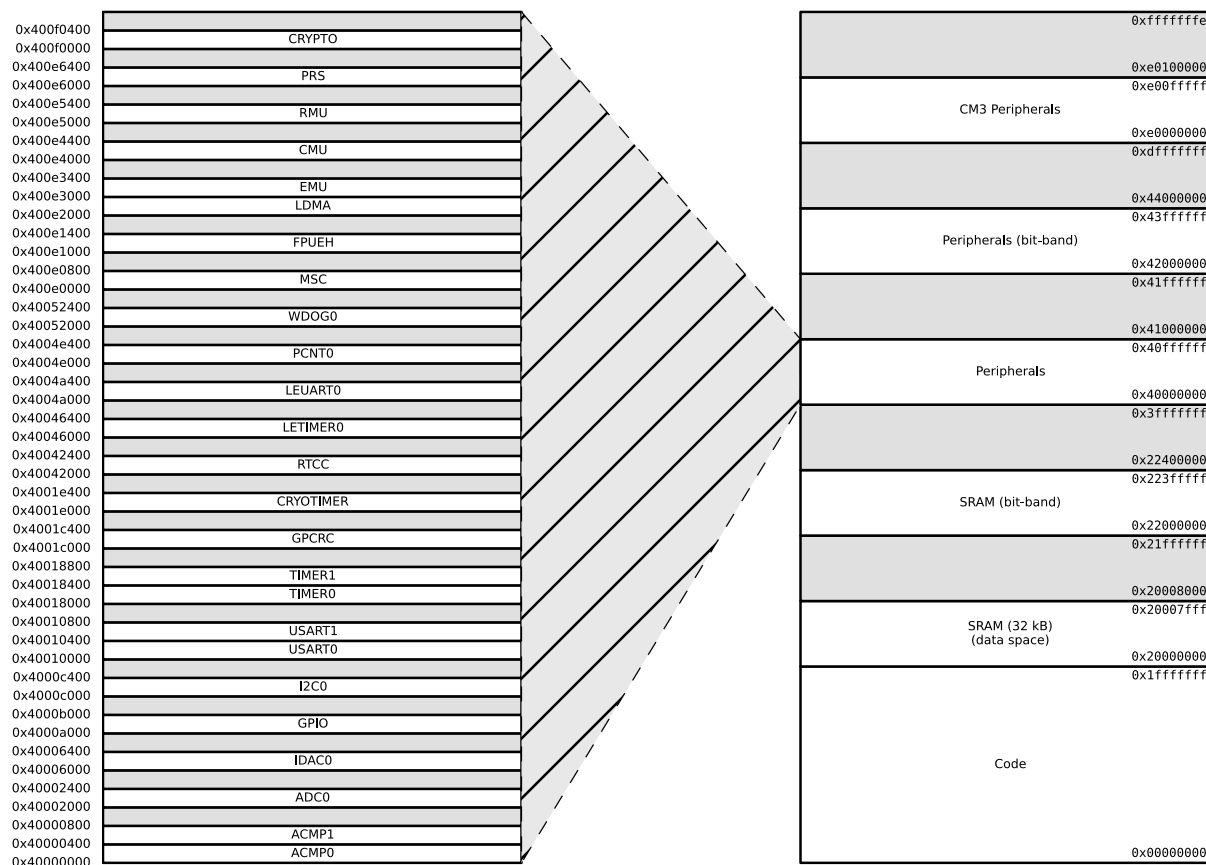 0x400f0400
CRYPTO
0x400f0000
0x400e6400
PRS
0x400e6000
0x400e5400
RMU
0x400e5000
0x400e4400
CMU
0x400e4000
0x400e3400
EMU
0x400e3000
LDMA
0x400e2000
0x400e1400
FPUEH
0x400e1000
0x400e0800
MSC
0x400e0000
0x40052400
WDOG0
0x40052000
0x4004e400
PCNT0
0x4004e000
0x4004a400
LEUART0
0x4004a000
0x40046400
LETIMER0
0x40046000
0x40042400
RTCC
0x40042000
0x4001e400
CRYOTIMER
0x4001e000
0x4001c400
GPCRC
0x4001c000
0x40018800
TIMER1
0x40018400
TIMER0
0x40018000
0x40010800
USART1
0x40010400
USART0
0x40010000
0x4000c400
I2C0
0x4000c000
0x4000b000
GPIO
0x4000a000
0x40006400
IDAC0
0x40006000
0x40002400
ADC0
0x40002000
0x40000800
ACMP1
0x40000400
ACMP0
0x40000000
0xfffffffe
0xe0100000
0xe00fffff
CM3 Peripherals
0xe0000000
0xdfffffff
0x44000000
0x43ffffff
Peripherals (bit-band)
0x42000000
0x41ffffff
0x41000000
0x40ffffff
Peripherals
0x40000000
0x3fffffff
0x22400000
0x223fffff
SRAM (bit-band)
0x22000000
0x21ffffff
0x20008000
0x20007fff
SRAM (32 kB)
(data space)
0x20000000
0x1fffffff
Code
0x00000000